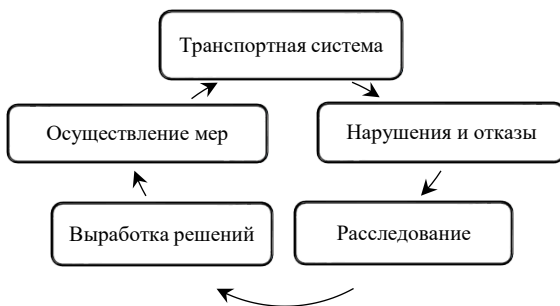 Транспортная система
Осуществление мер
Нарушения и отказы
Выработка решений
Расследование